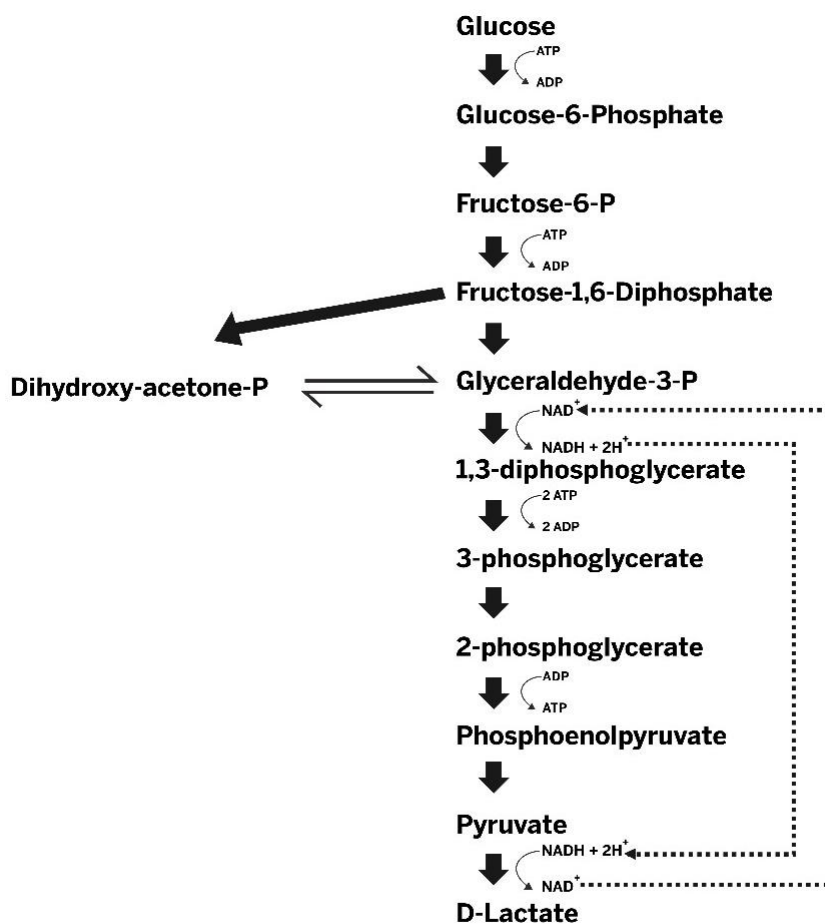 Glucose
ATP
ADP
Glucose-6-Phosphate
Fructose-6-P
ATP
ADP
Fructose-1,6-Diphosphate
Dihydroxy-acetone-P
Glyceraldehyde-3-P
NAD+
NADH + 2H+
1,3-diphosphoglycerate
2 ATP
2 ADP
3-phosphoglycerate
2-phosphoglycerate
ADP
ATP
Phosphoenolpyruvate
Pyruvate
NADH + 2H+
NAD+
D-Lactate